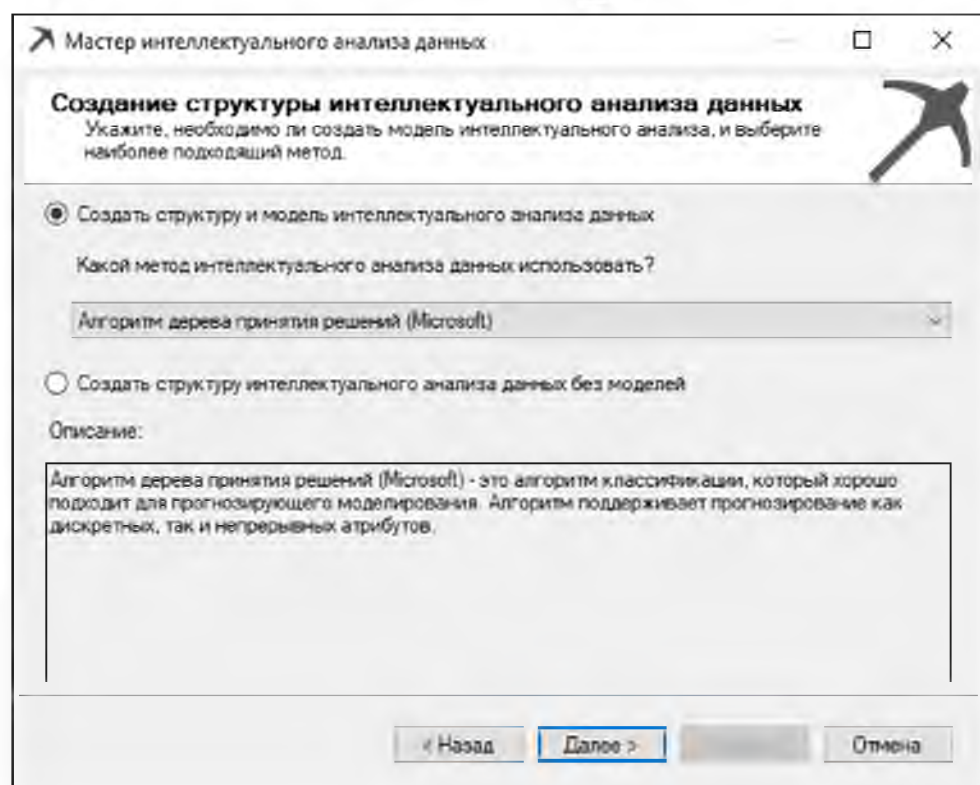 Мастер интеллектуального анализа данных
Создание структуры интеллектуального анализа данных
Укажите, необходимо ли создать модель интеллектуального анализа, и выберите
наиболее подходящий метод.
Создать структуру и модель интеллектуального анализа данных
Какой метод интеллектуального анализа данных использовать?
Алгоритм дерева принятия решений (Microsoft)
Создать структуру интеллектуального анализа данных без моделей
Описание:
Алгоритм дерева принятия решений (Microsoft) - это алгоритм классификации, который хорошо
подходит для прогнозирующего моделирования. Алгоритм поддерживает прогнозирование как
дискретных, так и непрерывных атрибутов.
< Назад Далее > Отмена